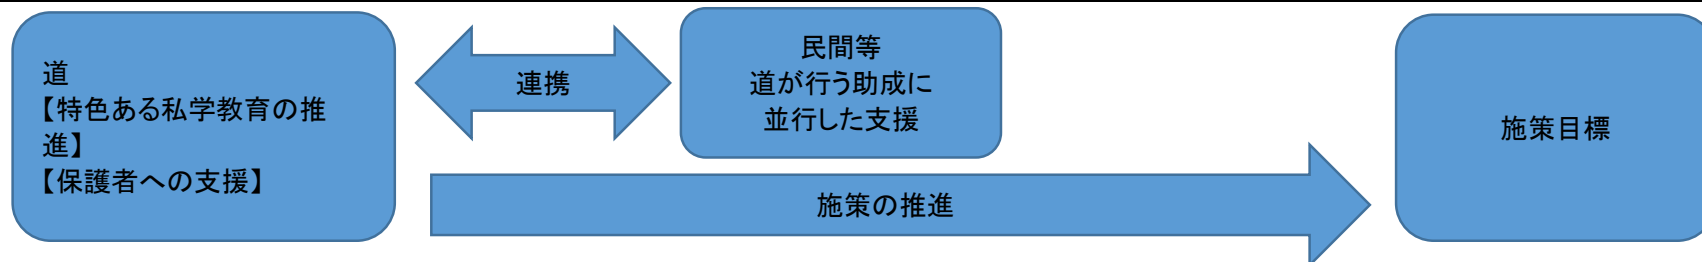 道
【特色ある私学教育の推
進】
【保護者への支援】
連携
民間等
道が行う助成に
並行した支援
施策の推進
施策目標